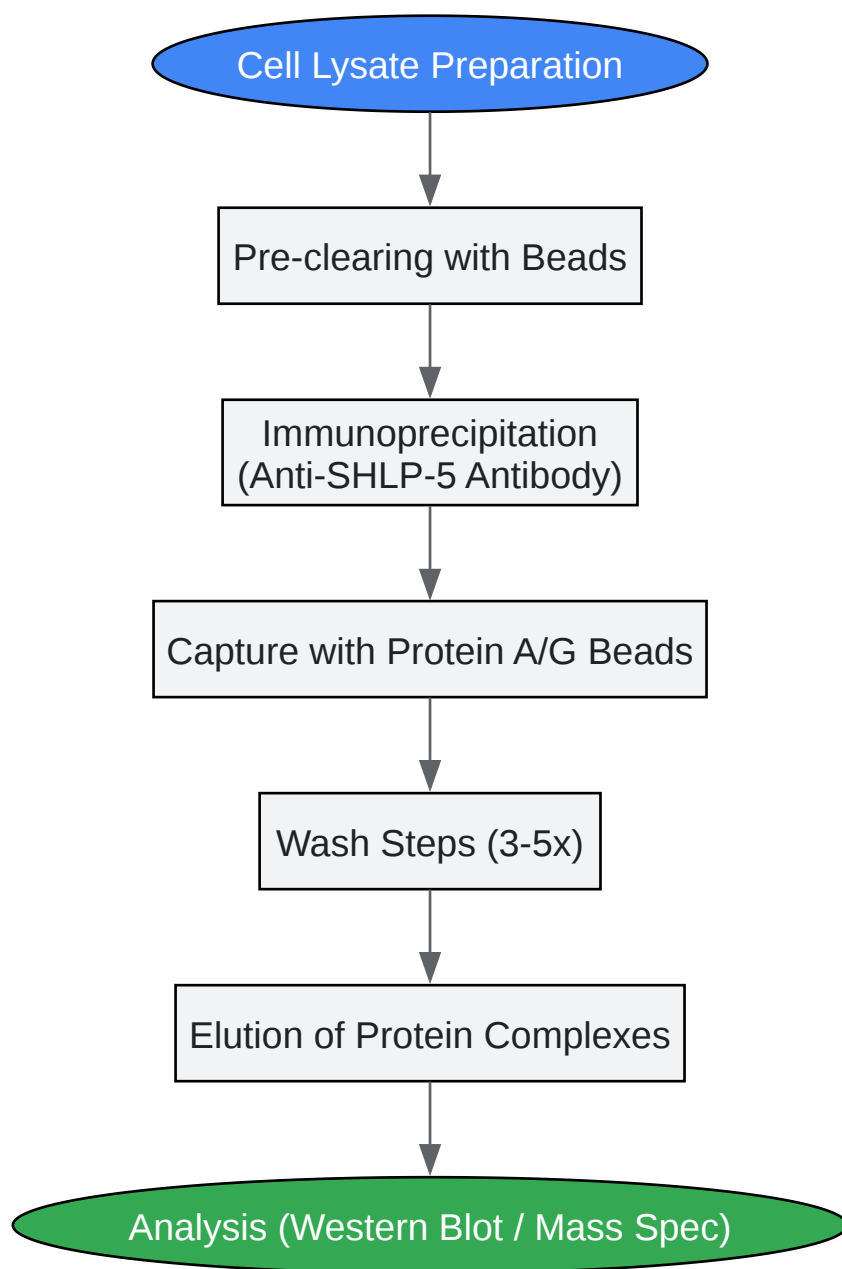 Cell Lysate Preparation
Pre-clearing with Beads
Immunoprecipitation
(Anti-SHLP-5 Antibody)
Capture with Protein A/G Beads
Wash Steps (3-5x)
Elution of Protein Complexes
Analysis (Western Blot / Mass Spec)